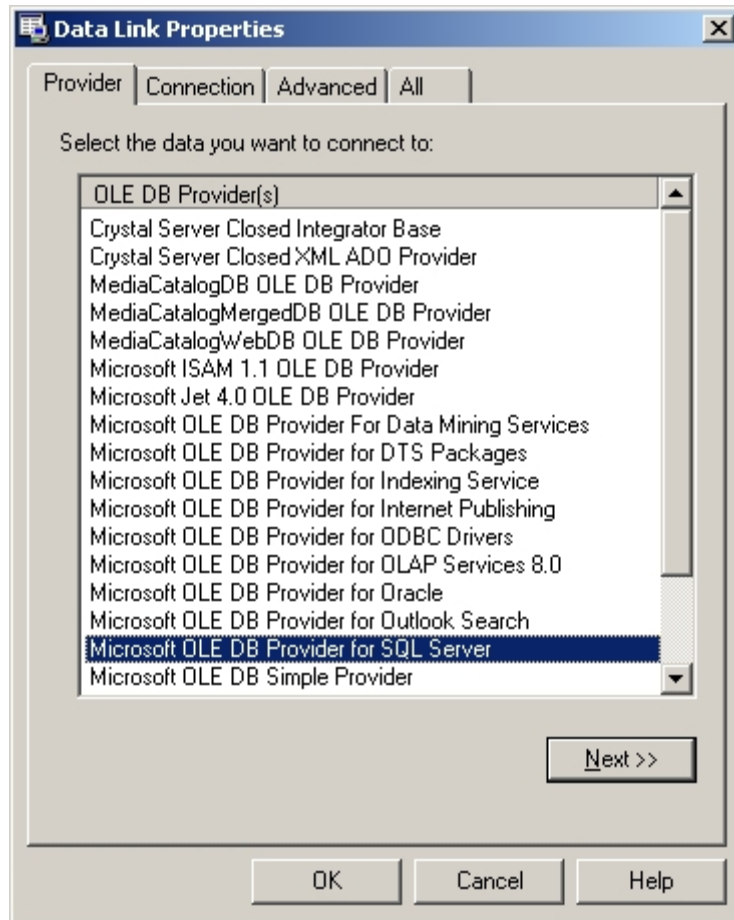 Data Link Properties
Provider Connection Advanced All
Select the data you want to connect to:
OLE DB Provider(s)
Crystal Server Closed Integrator Base
Crystal Server Closed XML ADO Provider
MediaCatalogDB OLE DB Provider
MediaCatalogMergedDB OLE DB Provider
MediaCatalogWebDB OLE DB Provider
Microsoft ISAM 1.1 OLE DB Provider
Microsoft Jet 4.0 OLE DB Provider
Microsoft OLE DB Provider For Data Mining Services
Microsoft OLE DB Provider for DTS Packages
Microsoft OLE DB Provider for Indexing Service
Microsoft OLE DB Provider for Internet Publishing
Microsoft OLE DB Provider for ODBC Drivers
Microsoft OLE DB Provider for OLAP Services 8.0
Microsoft OLE DB Provider for Oracle
Microsoft OLE DB Provider for Outlook Search
Microsoft OLE DB Provider for SQL Server
Microsoft OLE DB Simple Provider
Next >>
OK Cancel Help